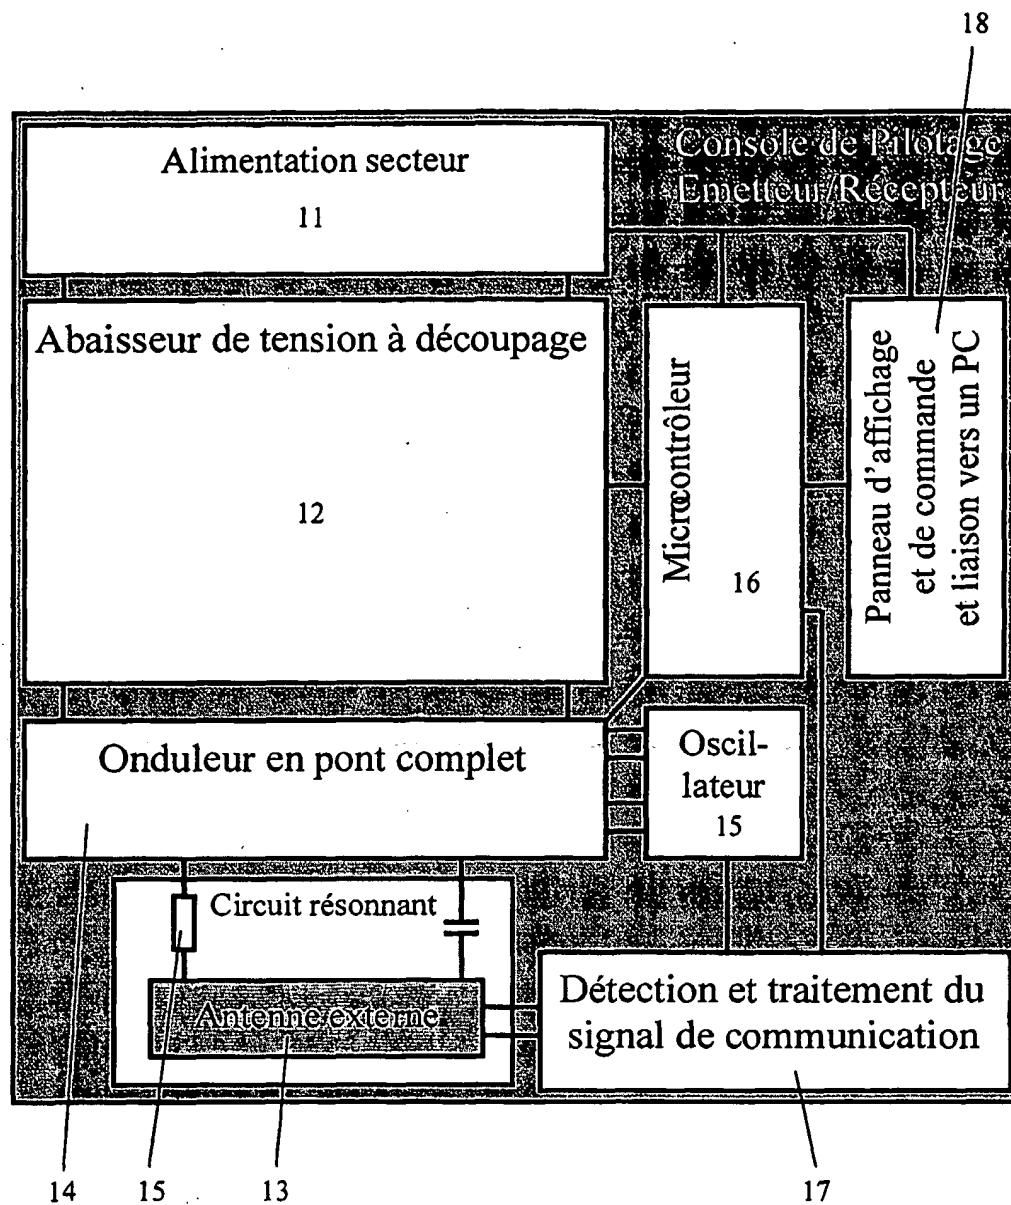 18
Console de Pilotage
Emetteur/Récepteur
Alimentation secteur
11
Abaisseur de tension à découpage
12
Microcontrôleur
16
Panneau d'affichage
et de commande
et liaison vers un PC
Onduleur en pont complet
Oscil-
lateur
15
Circuit résonnant
Antenne externe
Détection et traitement du
signal de communication
14
15
13
17